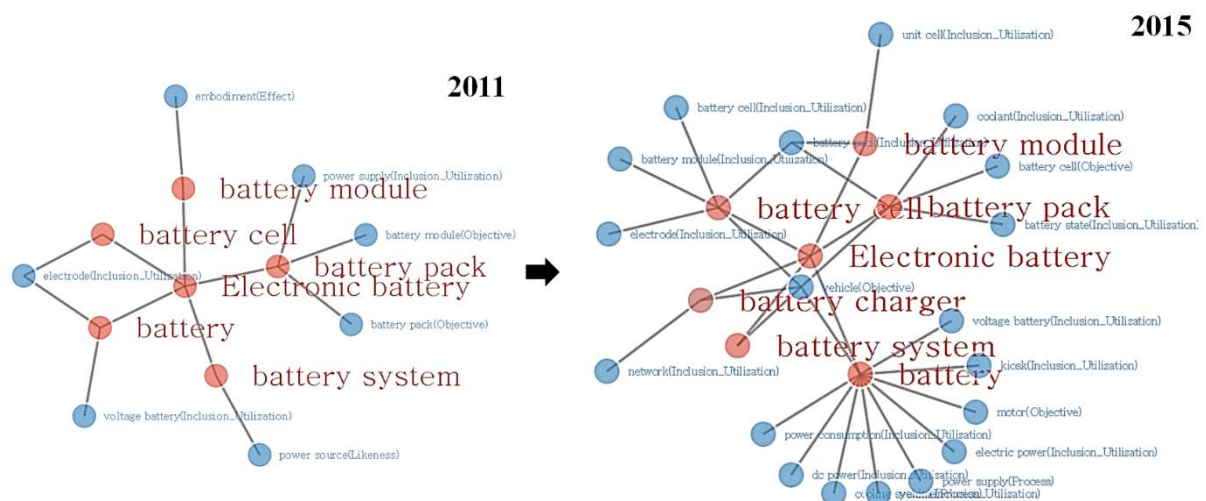 2011
embodiment(Effect)
battery module
power supply(Inclusion_Utilization)
battery cell
battery module(Objective)
electrode(Inclusion_Utilization)
battery pack
Electronic battery
battery
battery pack(Objective)
battery system
voltage battery(Inclusion_Utilization)
power source(Likeness)
2015
unit cell(Inclusion_Utilization)
battery cell(Inclusion_Utilization)
coolant(Inclusion_Utilization)
battery pack(Inclusion_Utilization)
battery module
battery module(Inclusion_Utilization)
battery cell(Objective)
battery cell
battery pack
electrode(Inclusion_Utilization)
battery state(Inclusion_Utilization)
Electronic battery
vehicle(Objective)
battery charger
voltage battery(Inclusion_Utilization)
battery system
network(Inclusion_Utilization)
kiosk(Inclusion_Utilization)
battery
motor(Objective)
power consumption(Inclusion_Utilization)
electric power(Inclusion_Utilization)
dc power(Inclusion_Utilization)
power supply(Process)